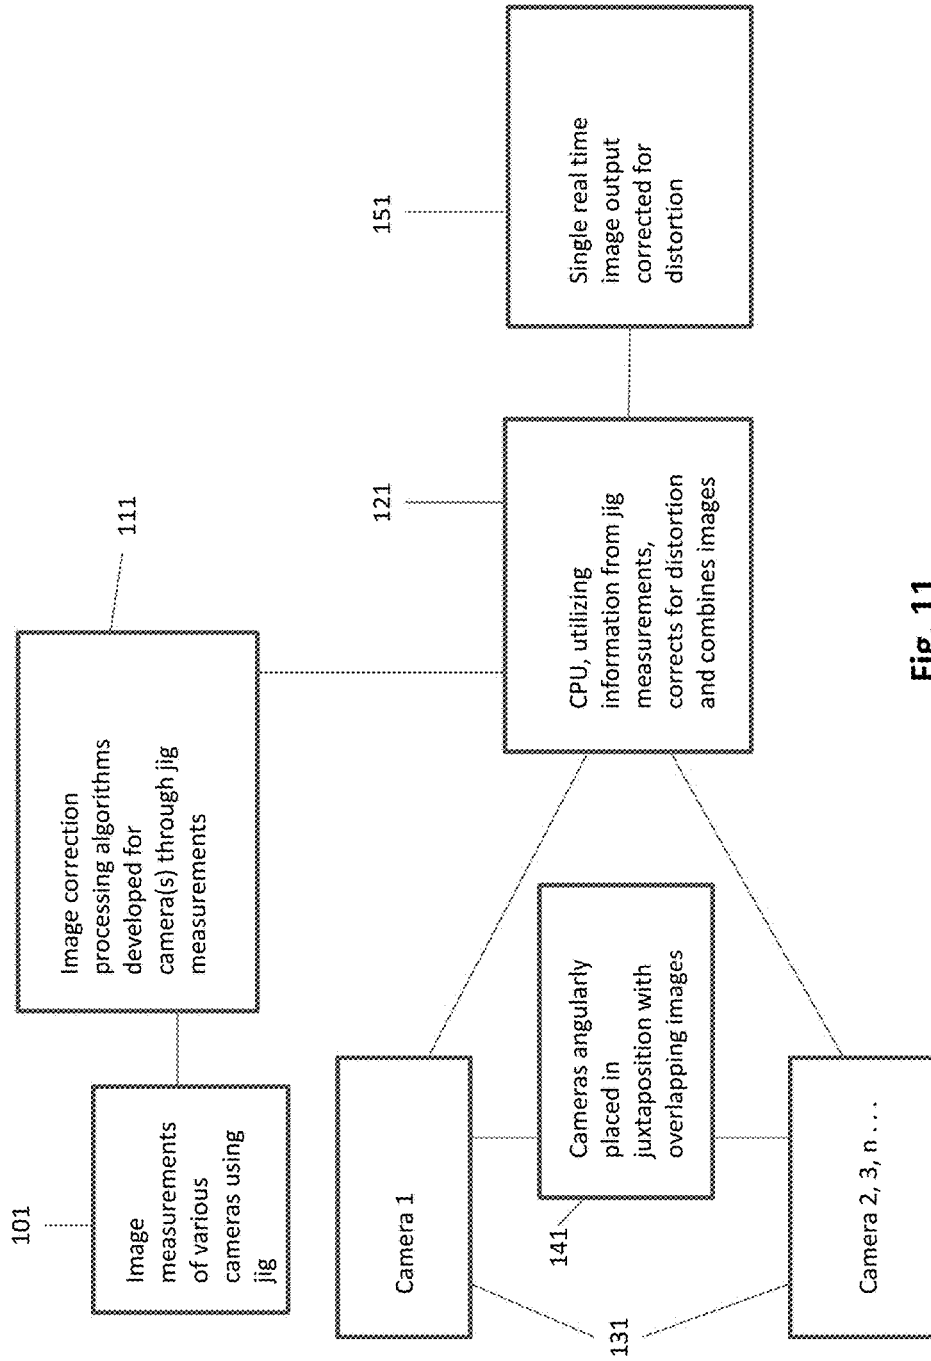 101
Image
measurements
of various
cameras using
jig
Image correction
processing algorithms
developed for
camera(s) through jig
measurements
111
Camera 1
141
Cameras angularly
placed in
juxtaposition with
overlapping images
131
Camera 2, 3, n . . .
121
CPU, utilizing
information from jig
measurements,
corrects for distortion
and combines images
151
Single real time
image output
corrected for
distortion
Fig. 11